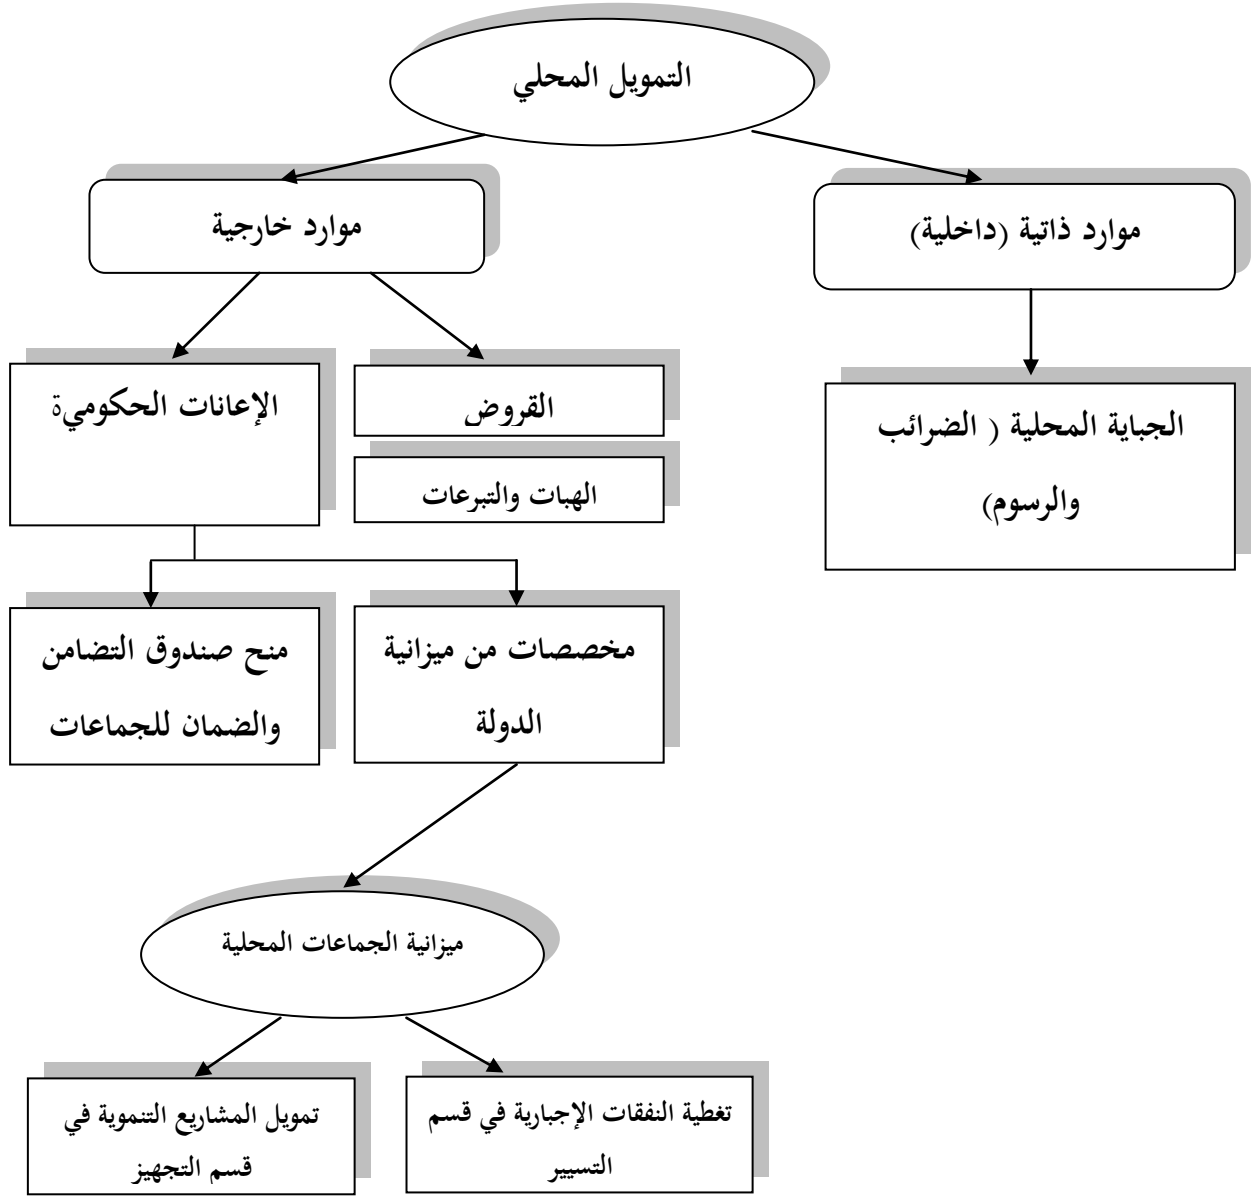 التمويل المحلي
موارد ذاتية (داخلية)
موارد خارجية
الجباية المحلية ( الضرائب
والرسوم)
القروض
الهبات والتبرعات
الإعانات الحكومية
مخصصات من ميزانية
الدولة
منح صندوق التضامن
والضمان للجماعات
ميزانية الجماعات المحلية
تغطية النفقات الإجبارية في قسم
التسيير
تمويل المشاريع التنموية في
قسم التجهيز